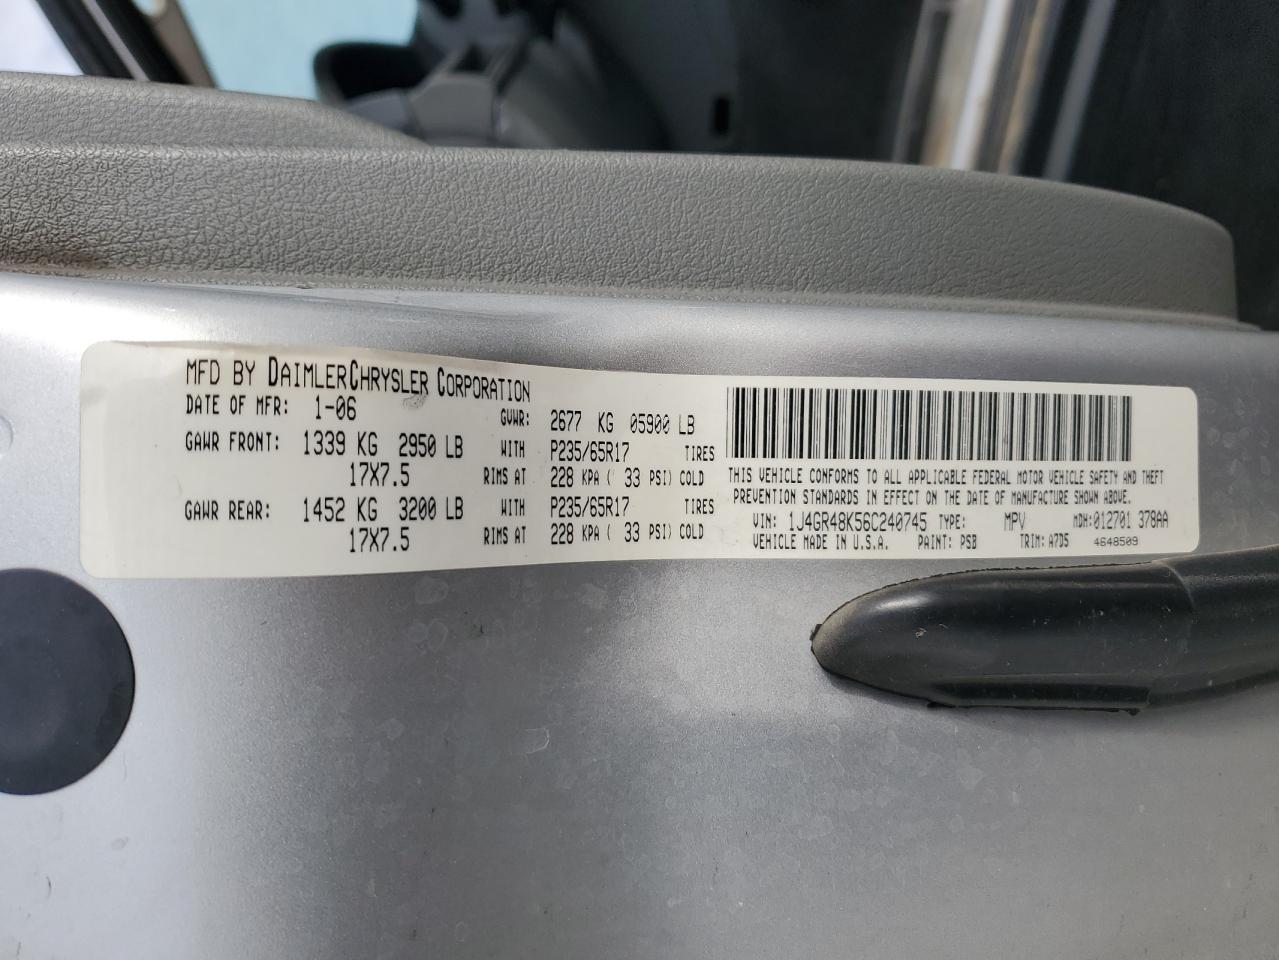 MFD BY DAIMLERCHRYSLER CORPORATION
DATE OF MFR: 1-06 GVWR: 2677 KG 05900 LB
GAWR FRONT: 1339 KG 2950 LB WITH P235/65R17 TIRES
17X7.5 RIMS AT 228 KPA ( 33 PSI) COLD
GAWR REAR: 1452 KG 3200 LB WITH P235/65R17 TIRES
17X7.5 RIMS AT 228 KPA ( 33 PSI) COLD
THIS VEHICLE CONFORMS TO ALL APPLICABLE FEDERAL MOTOR VEHICLE SAFETY AND THEFT
PREVENTION STANDARDS IN EFFECT ON THE DATE OF MANUFACTURE SHOWN ABOVE.
VIN: 1J4GR48K56C240745 TYPE: MPV MDH:012701 378AA
VEHICLE MADE IN U.S.A. PAINT: PSB TRIM: A7D5 4648509